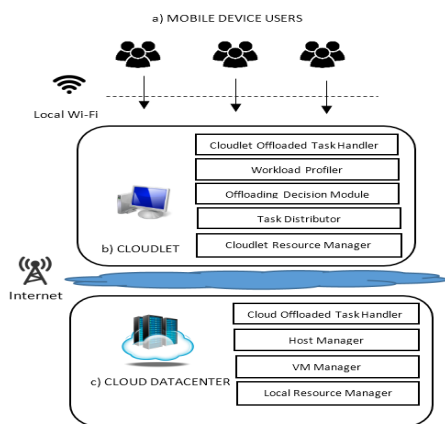 a) MOBILE DEVICE USERS
Local Wi-Fi
Cloudlet Offloaded Task Handler
Workload Profiler
Offloading Decision Module
Task Distributor
b) CLOUDLET
Cloudlet Resource Manager
Internet
Cloud Offloaded Task Handler
Host Manager
VM Manager
c) CLOUD DATACENTER
Local Resource Manager